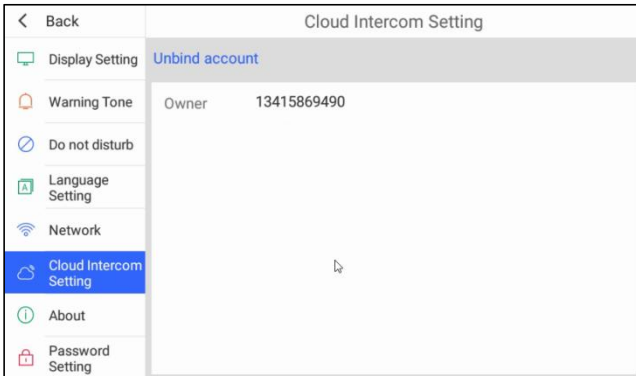 Back
Cloud Intercom Setting
Display Setting
Unbind account
Warning Tone
Owner 13415869490
Do not disturb
Language
Setting
Network
Cloud Intercom
Setting
About
Password
Setting